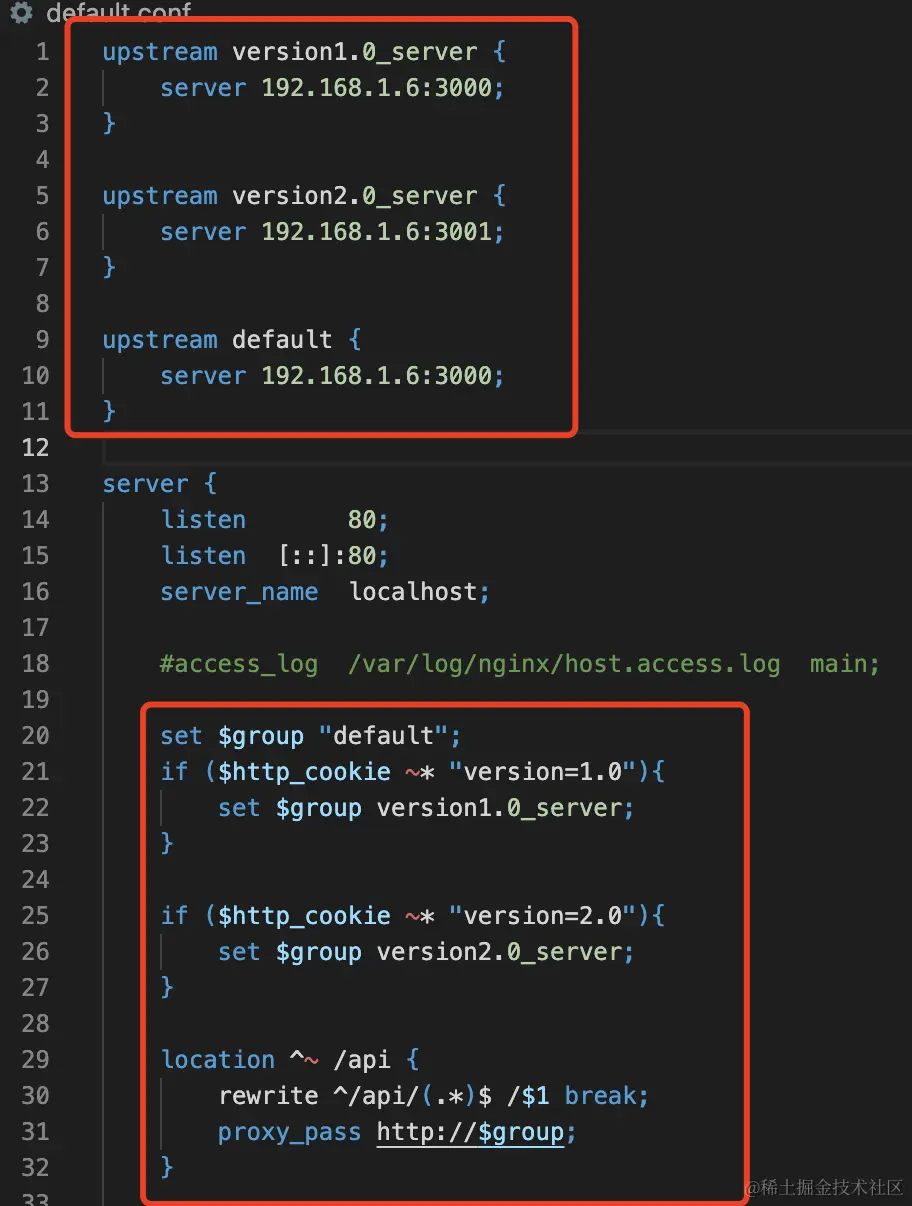 default.conf
1 upstream version1.0_server {
2 server 192.168.1.6:3000;
3 }
4
5 upstream version2.0_server {
6 server 192.168.1.6:3001;
7 }
8
9 upstream default {
10 server 192.168.1.6:3000;
11 }
12
13 server {
14 listen 80;
15 listen [::]:80;
16 server_name localhost;
17
18 #access_log /var/log/nginx/host.access.log main;
19
20 set $group "default";
21 if ($http_cookie ~* "version=1.0"){
22 set $group version1.0_server;
23 }
24
25 if ($http_cookie ~* "version=2.0"){
26 set $group version2.0_server;
27 }
28
29 location ^~ /api {
30 rewrite ^/api/(.*)$ /$1 break;
31 proxy_pass http://$group;
32 }
33
@稀土掘金技术社区